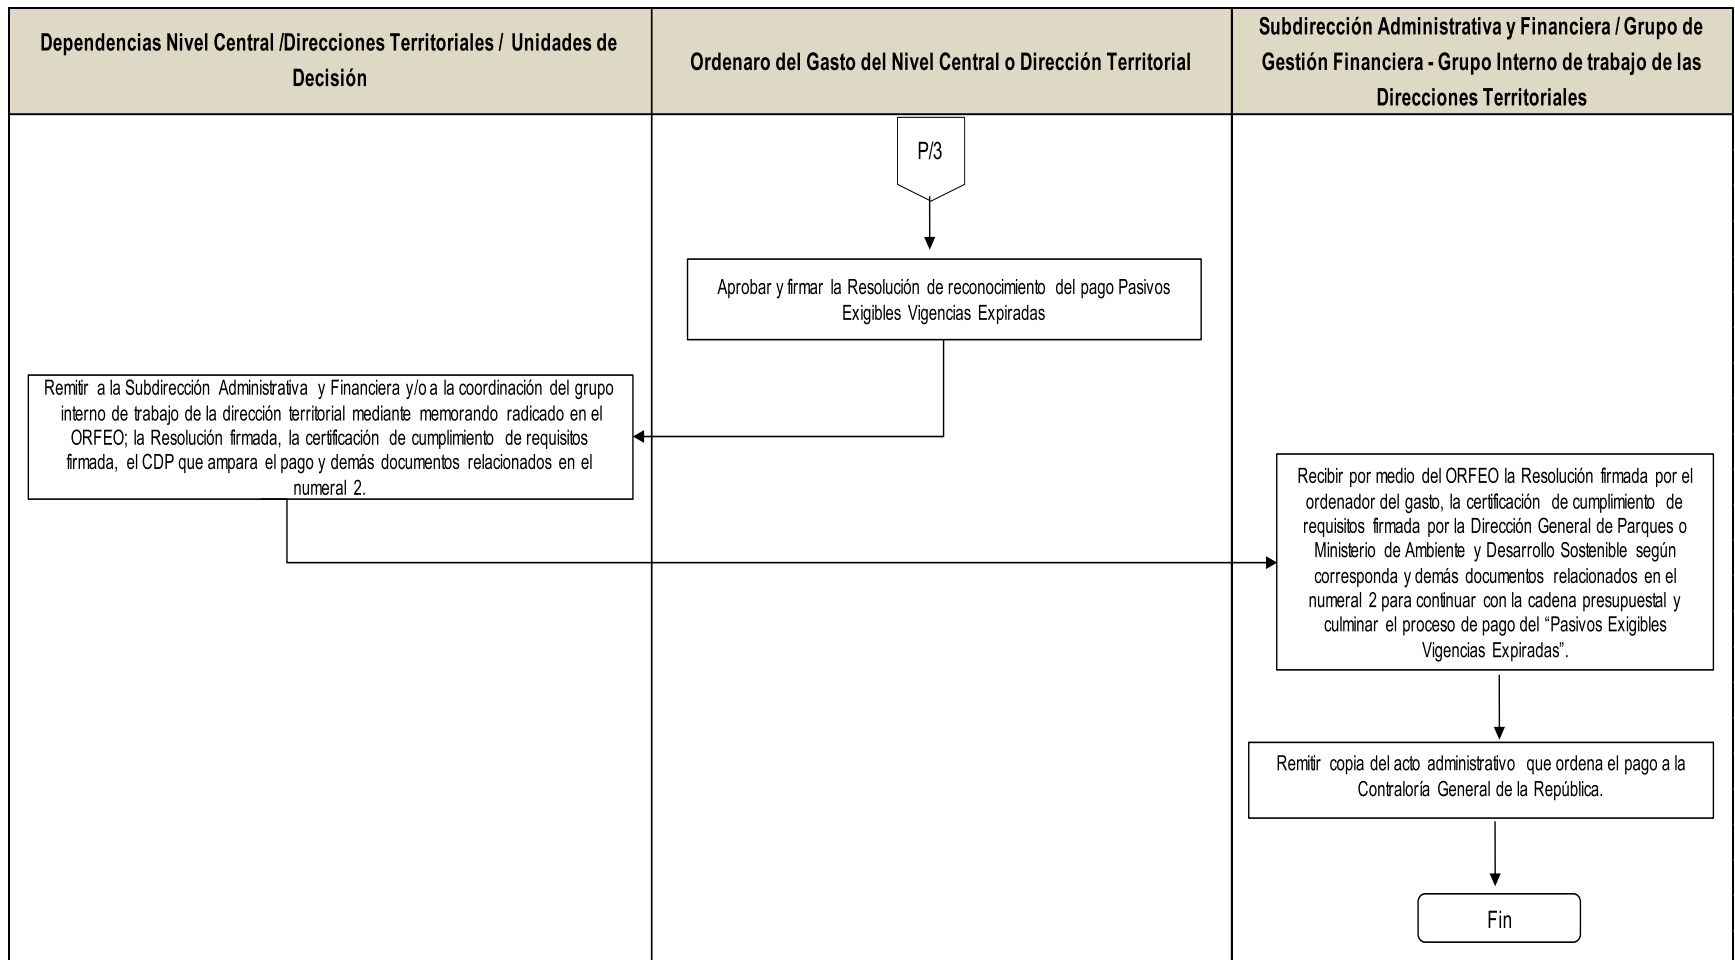 Dependencias Nivel Central /Direcciones Territoriales / Unidades de
Decisión
Ordenaro del Gasto del Nivel Central o Dirección Territorial
Subdirección Administrativa y Financiera / Grupo de
Gestión Financiera - Grupo Interno de trabajo de las
Direcciones Territoriales
P/3
Aprobar y firmar la Resolución de reconocimiento del pago Pasivos
Exigibles Vigencias Expiradas
Remitir a la Subdirección Administrativa y Financiera y/o a la coordinación del grupo
interno de trabajo de la dirección territorial mediante memorando radicado en el
ORFEO; la Resolución firmada, la certificación de cumplimiento de requisitos
firmada, el CDP que ampara el pago y demás documentos relacionados en el
numeral 2.
Recibir por medio del ORFEO la Resolución firmada por el
ordenador del gasto, la certificación de cumplimiento de
requisitos firmada por la Dirección General de Parques o
Ministerio de Ambiente y Desarrollo Sostenible según
corresponda y demás documentos relacionados en el
numeral 2 para continuar con la cadena presupuestal y
culminar el proceso de pago del “Pasivos Exigibles
Vigencias Expiradas”.
Remitir copia del acto administrativo que ordena el pago a la
Contraloría General de la República.
Fin